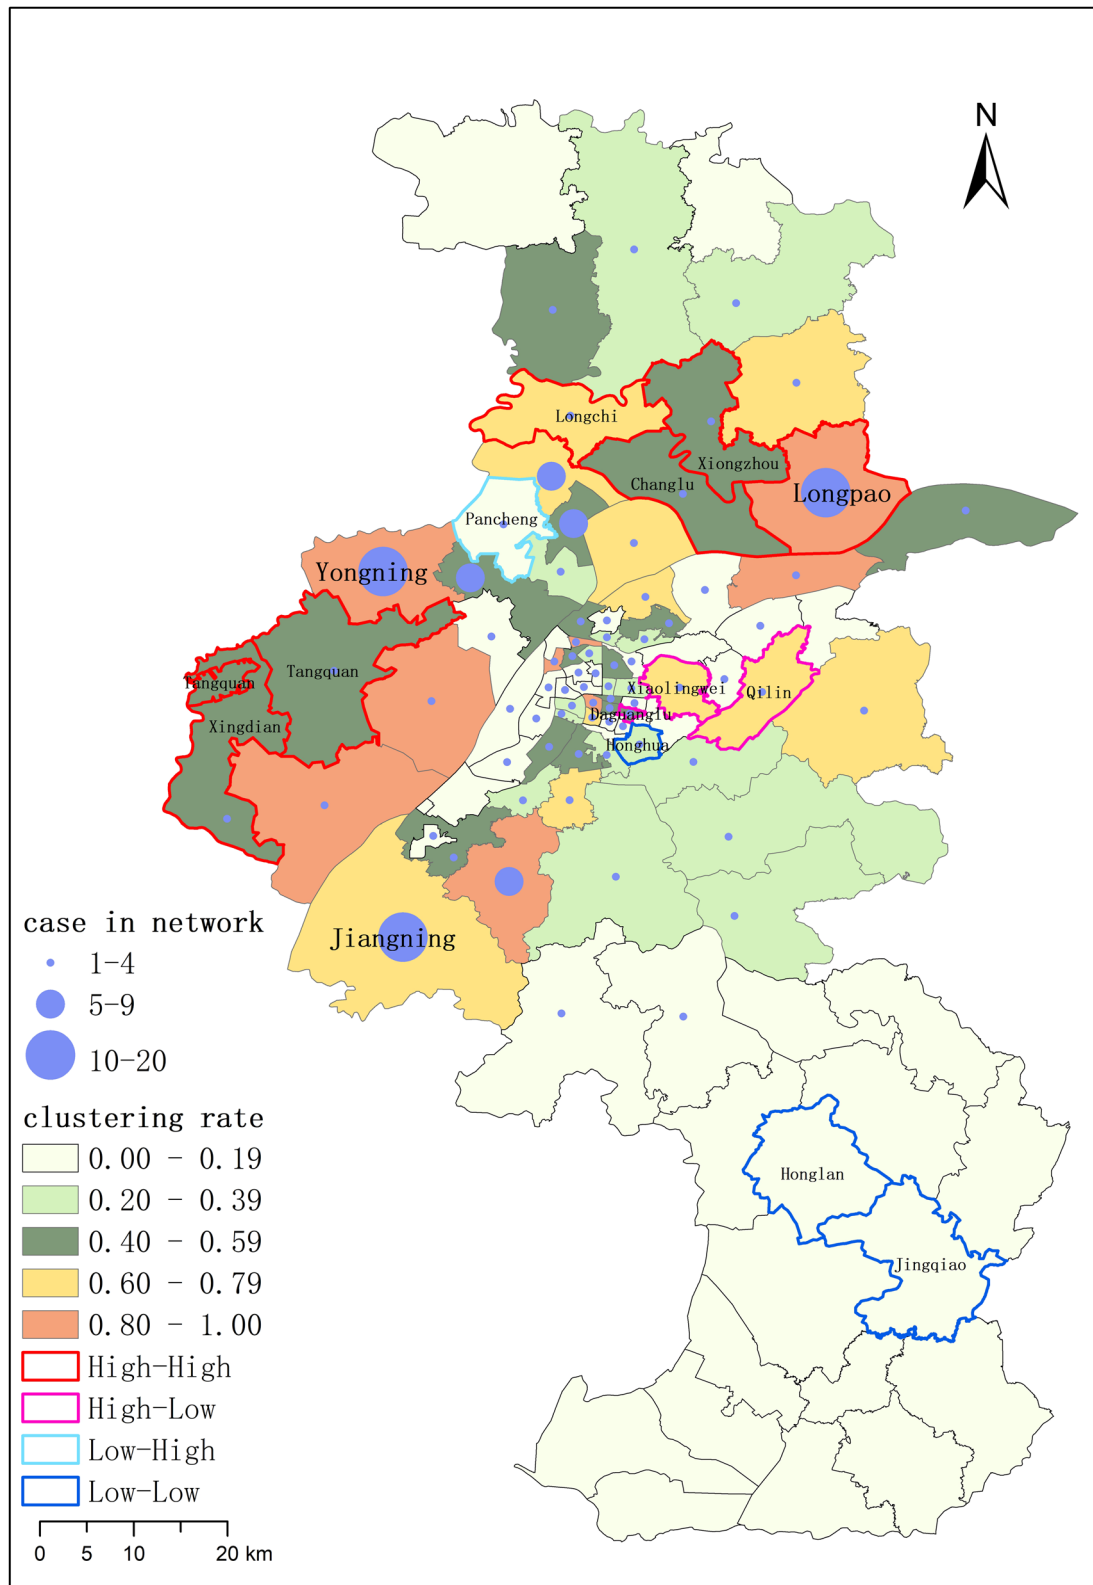 N
Longchi
Xiongzhou
Changlu
Longpao
Pancheng
Yongning
Tangquan
Tangquan
Xiaolingwei
Qilin
Xingdian
Daguanglu
Honghua
case in network
Jiangning
1-4
5-9
10-20
clustering rate
0.00 - 0.19
Honglan
0.20 - 0.39
0.40 - 0.59
Jingqiao
0.60 - 0.79
0.80 - 1.00
High-High
High-Low
Low-High
Low-Low
0 5 10 20 km